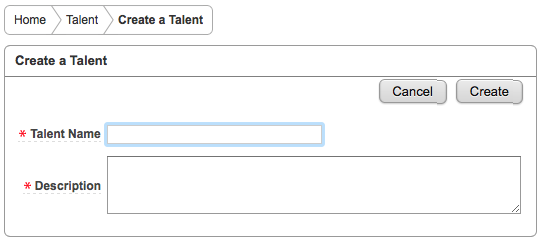 Home Talent Create a Talent
Create a Talent
Cancel Create
* Talent Name
* Description